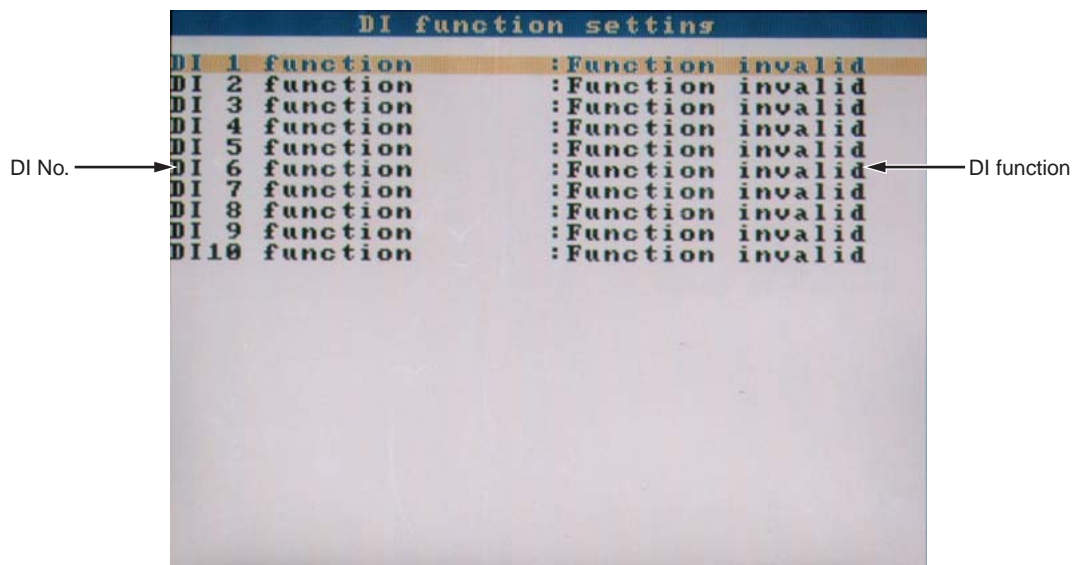 DI function setting
DI 1 function :Function invalid
DI 2 function :Function invalid
DI 3 function :Function invalid
DI 4 function :Function invalid
DI 5 function :Function invalid
DI No.
DI 6 function :Function invalid
DI function
DI 7 function :Function invalid
DI 8 function :Function invalid
DI 9 function :Function invalid
DI10 function :Function invalid